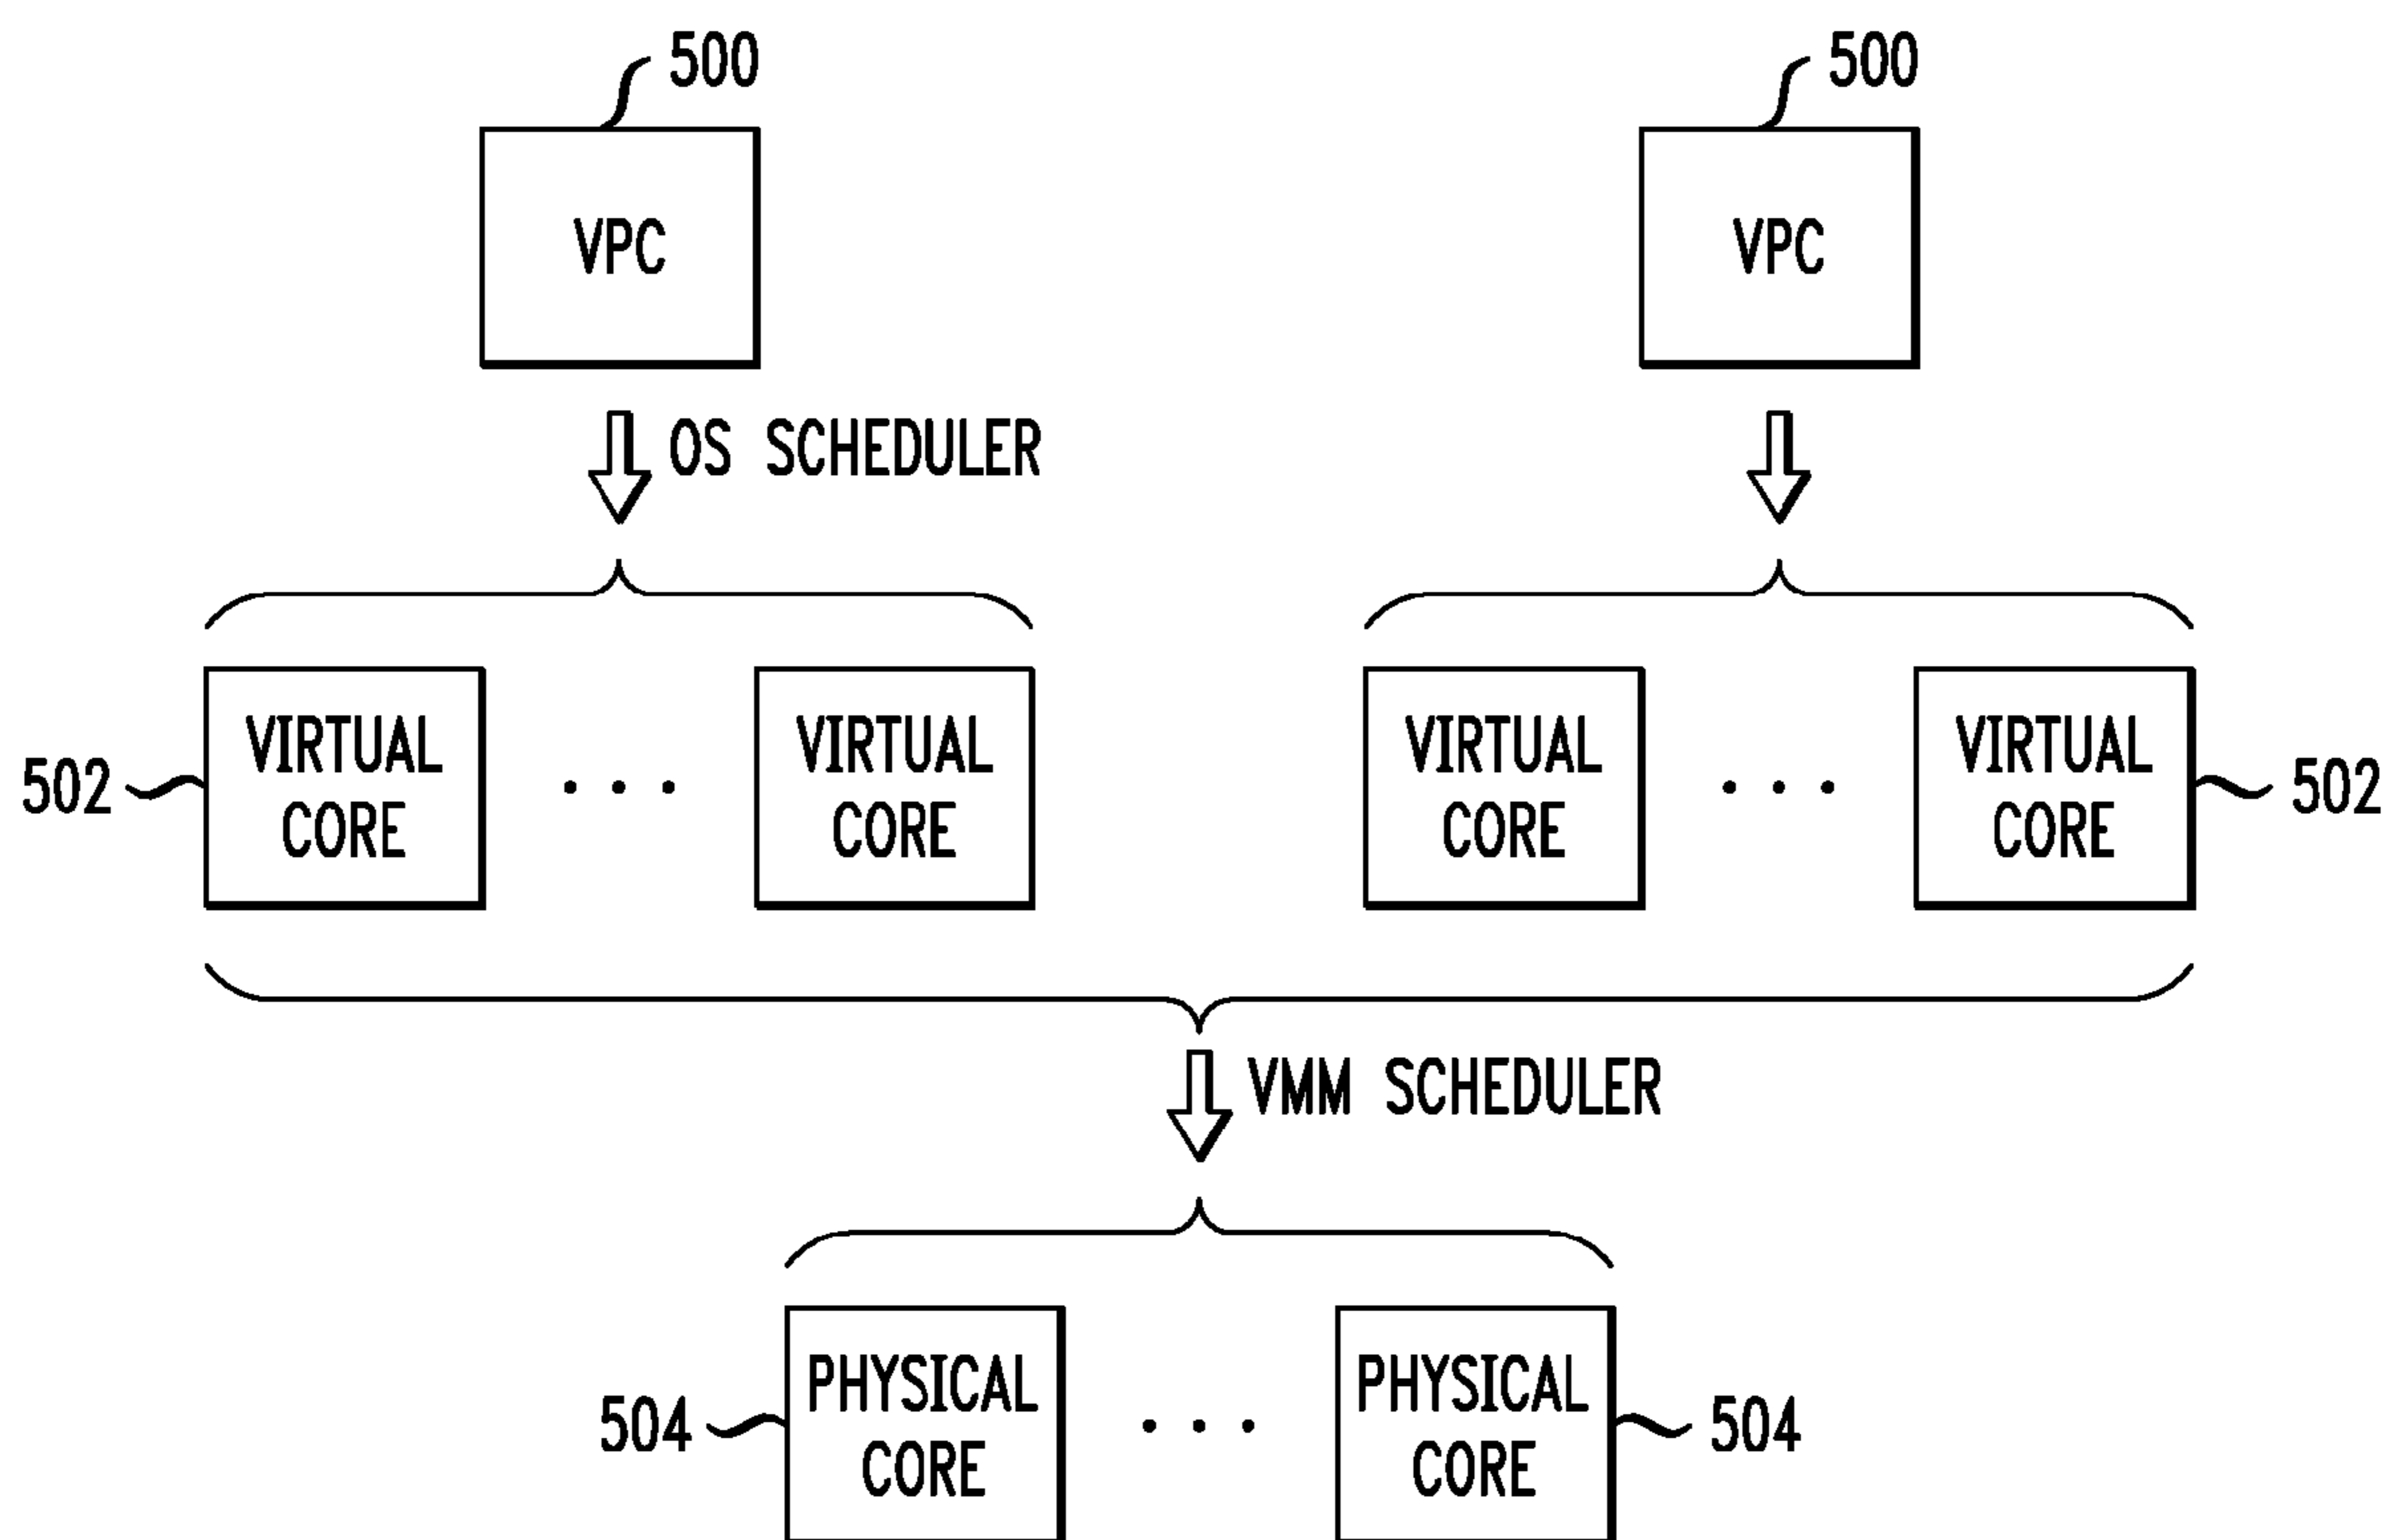 500
500
VPC
VPC
OS SCHEDULER
VIRTUAL
CORE
VIRTUAL
CORE
VIRTUAL
CORE
VIRTUAL
CORE
502
502
VMM SCHEDULER
PHYSICAL
CORE
PHYSICAL
CORE
504
504